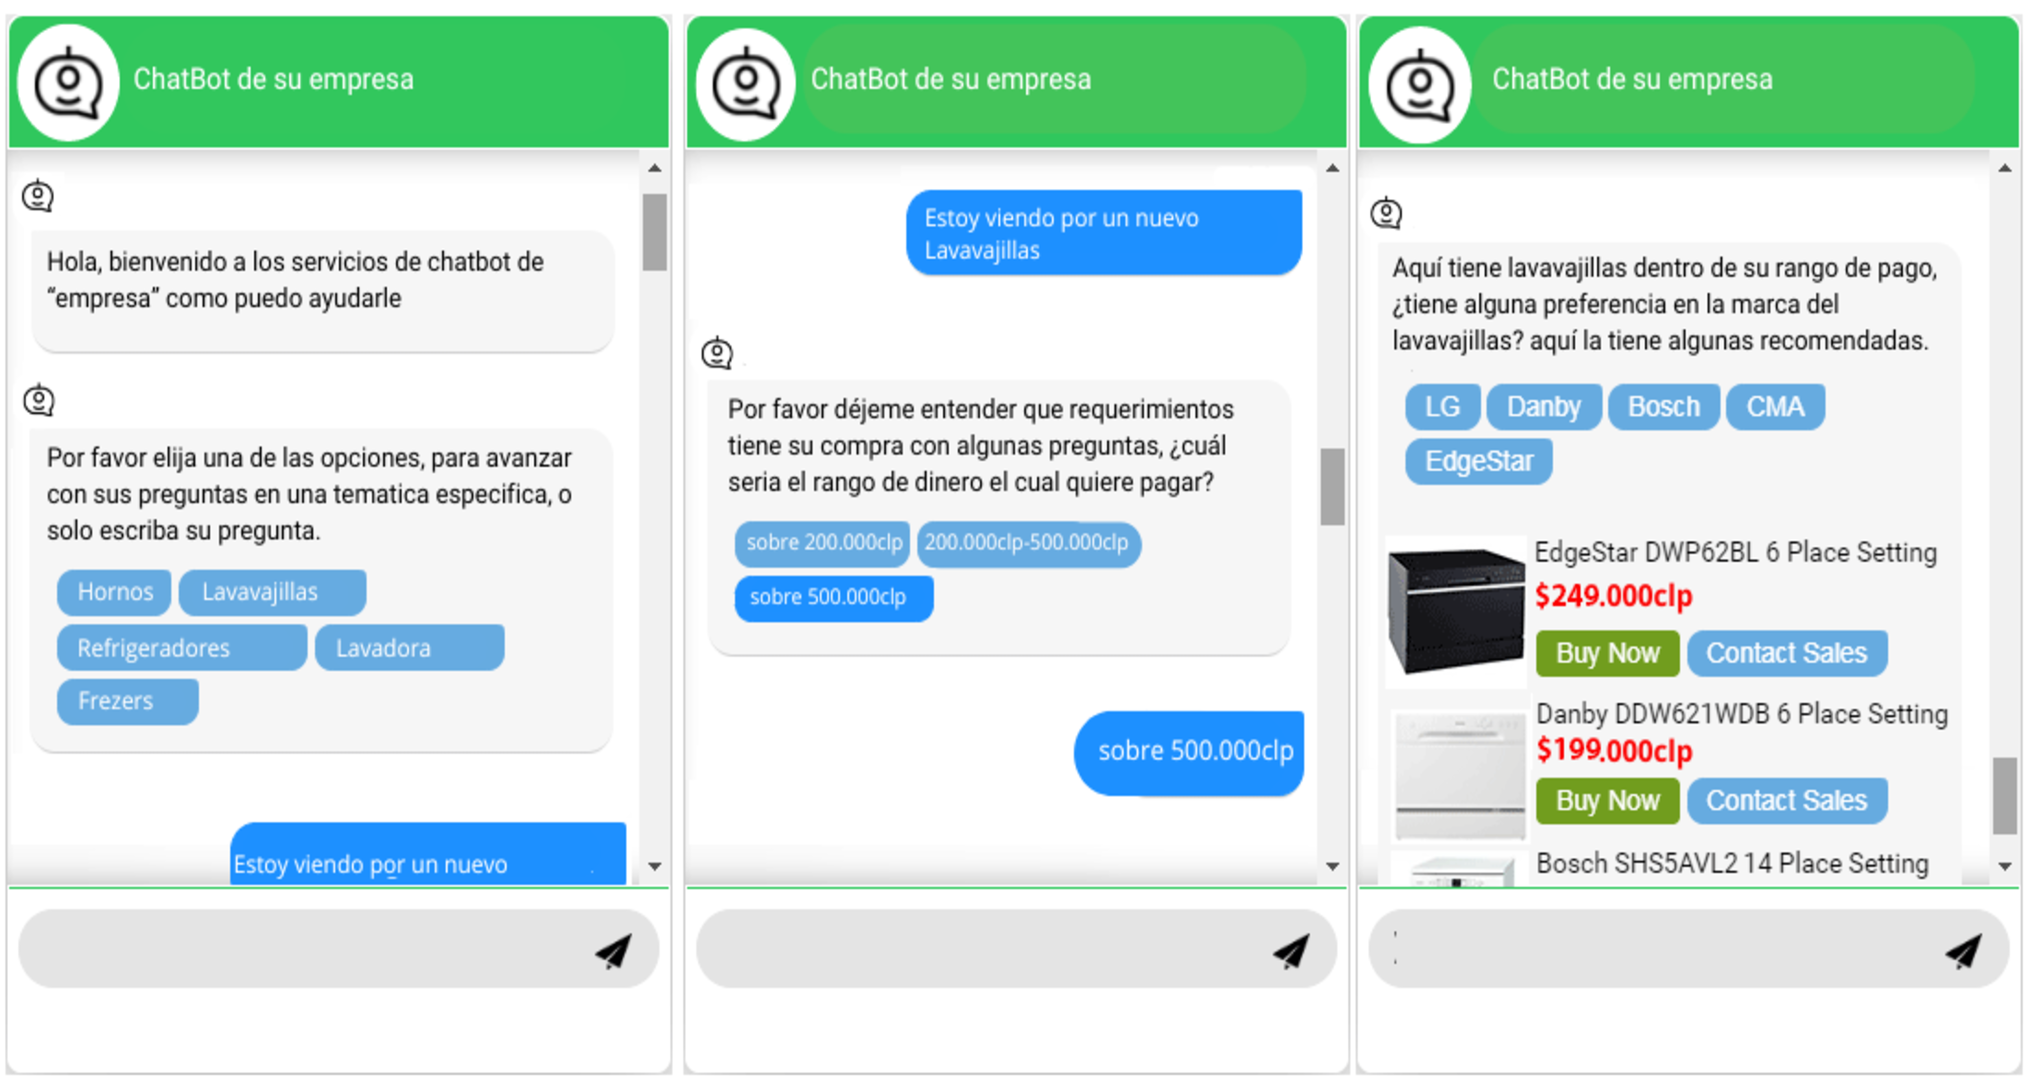 ChatBot de su empresa
Hola, bienvenido a los servicios de chatbot de
“empresa” como puedo ayudarle
Por favor elija una de las opciones, para avanzar
con sus preguntas en una tematica especifica, o
solo escriba su pregunta.
Hornos
Lavavajillas
Refrigeradores
Lavadora
Frezers
Estoy viendo por un nuevo
ChatBot de su empresa
Estoy viendo por un nuevo
Lavavajillas
Por favor déjeme entender que requerimientos
tiene su compra con algunas preguntas, ¿cuál
seria el rango de dinero el cual quiere pagar?
sobre 200.000clp
200.000clp-500.000clp
sobre 500.000clp
sobre 500.000clp
ChatBot de su empresa
Aquí tiene lavavajillas dentro de su rango de pago,
¿tiene alguna preferencia en la marca del
lavavajillas? aquí la tiene algunas recomendadas.
LG
Danby
Bosch
CMA
EdgeStar
EdgeStar DWP62BL 6 Place Setting
$249.000clp
Buy Now
Contact Sales
Danby DDW621WDB 6 Place Setting
$199.000clp
Buy Now
Contact Sales
Bosch SHS5AVL2 14 Place Setting